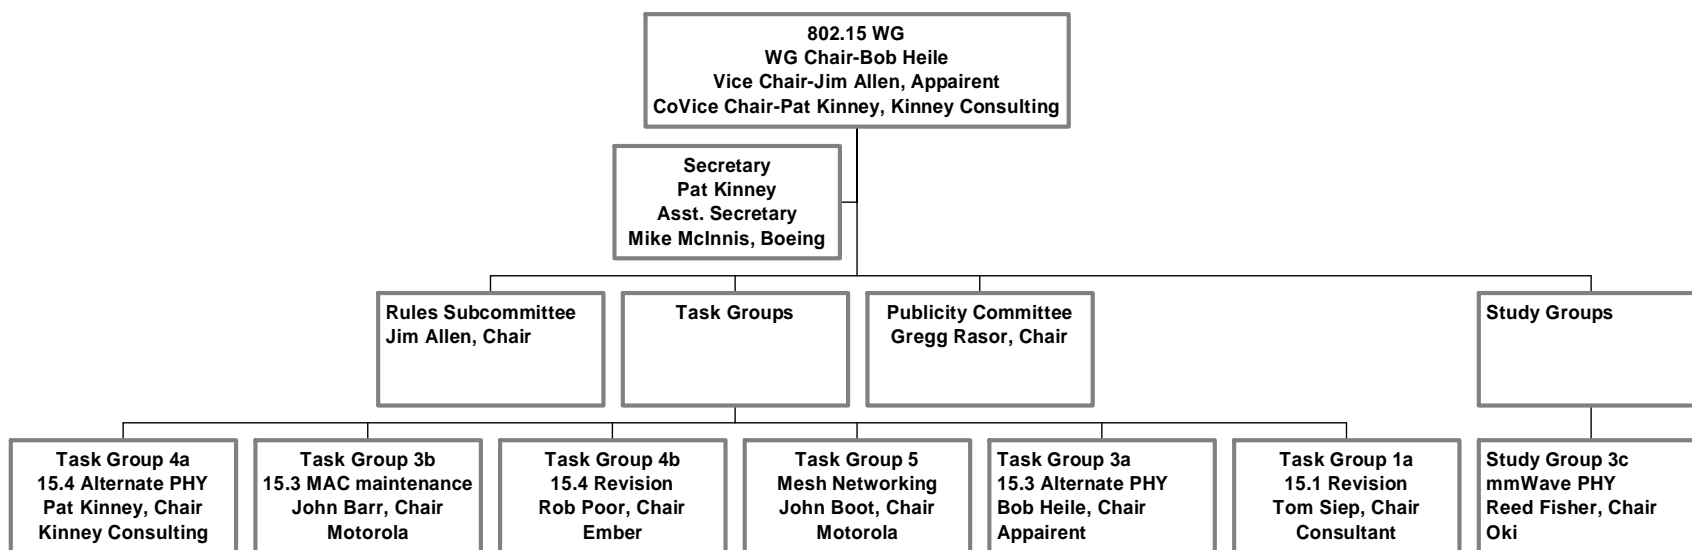 802.15 WG
WG Chair-Bob Heile
Vice Chair-Jim Allen, Appairent
CoVice Chair-Pat Kinney, Kinney Consulting
Secretary
Pat Kinney
Asst. Secretary
Mike McInnis, Boeing
Rules Subcommittee
Jim Allen, Chair
Task Groups
Publicity Committee
Gregg Rasor, Chair
Study Groups
Task Group 4a
15.4 Alternate PHY
Pat Kinney, Chair
Kinney Consulting
Task Group 3b
15.3 MAC maintenance
John Barr, Chair
Motorola
Task Group 4b
15.4 Revision
Rob Poor, Chair
Ember
Task Group 5
Mesh Networking
John Boot, Chair
Motorola
Task Group 3a
15.3 Alternate PHY
Bob Heile, Chair
Appairent
Task Group 1a
15.1 Revision
Tom Siep, Chair
Consultant
Study Group 3c
mmWave PHY
Reed Fisher, Chair
Oki